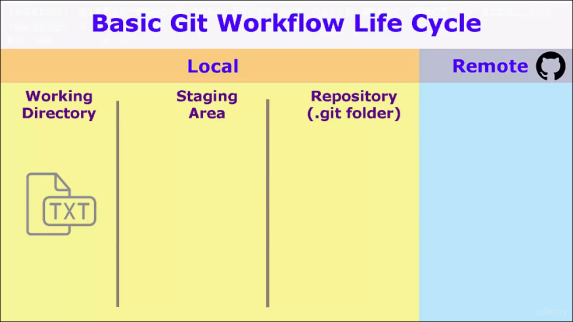 Basic Git Workflow Life Cycle
Local
Remote
Working
Directory
Staging
Area
Repository
(.git folder)
TXT